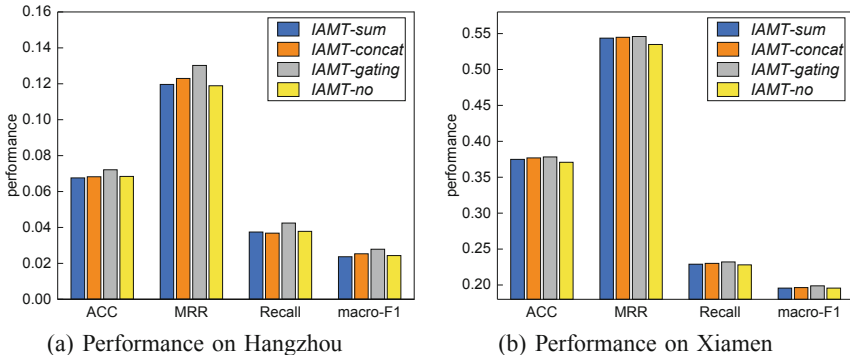 0.16
0.14
0.12
0.10
0.08
0.06
0.04
0.02
0.00
performance
IAMT-sum
IAMT-concat
IAMT-gating
IAMT-no
ACC MRR Recall macro-F1
(a) Performance on Hangzhou
0.55
0.50
0.45
0.40
0.35
0.30
0.25
0.20
performance
IAMT-sum
IAMT-concat
IAMT-gating
IAMT-no
ACC MRR Recall macro-F1
(b) Performance on Xiamen